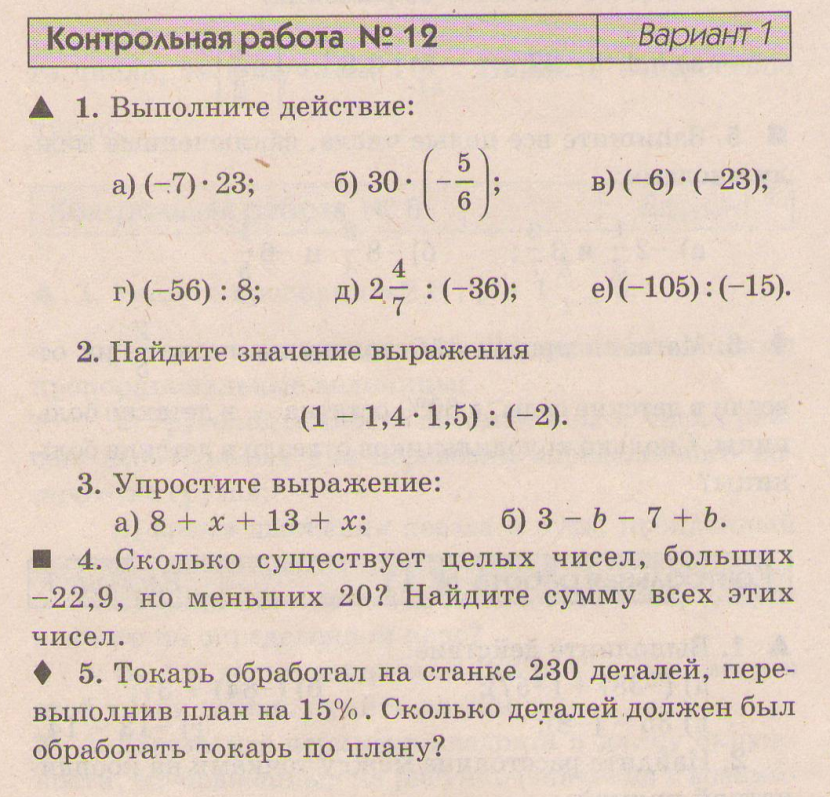 Контрольная работа № 12 Вариант 1
▲ 1. Выполните действие:
а) (−7) · 23; б) 30 · (−5/6); в) (−6) · (−23);
г) (−56) : 8; д) 2 4/7 : (−36); е) (−105) : (−15).
2. Найдите значение выражения
(1 − 1,4 · 1,5) : (−2).
3. Упростите выражение:
а) 8 + x + 13 + x; б) 3 − b − 7 + b.
■ 4. Сколько существует целых чисел, больших
−22,9, но меньших 20? Найдите сумму всех этих
чисел.
♦ 5. Токарь обработал на станке 230 деталей, пере-
выполнив план на 15%. Сколько деталей должен был
обработать токарь по плану?